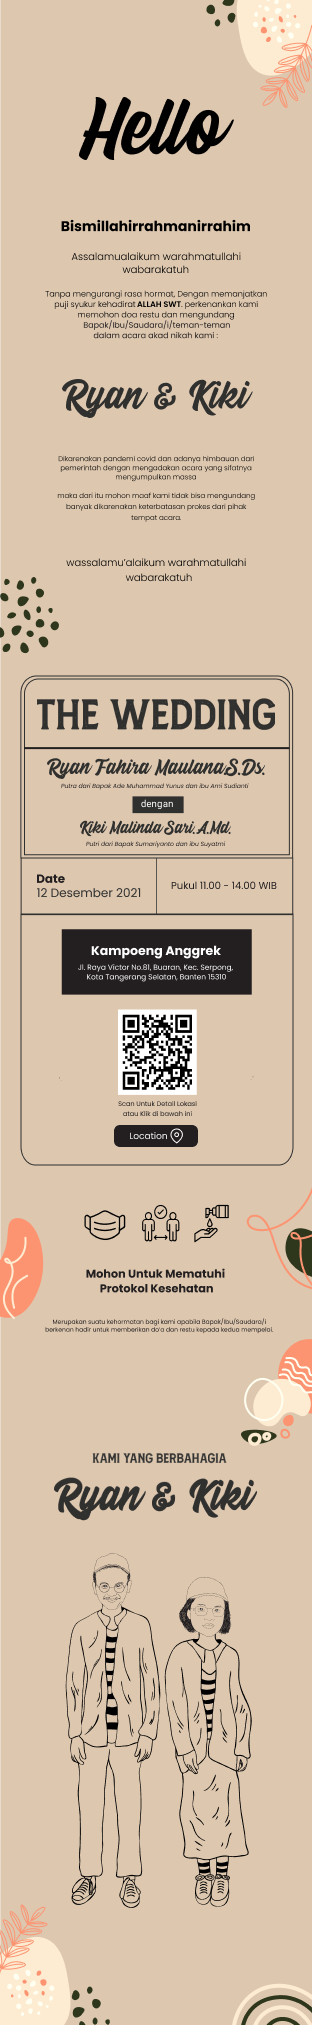 Hello
Bismillahirrahmanirrahim
Assalamualaikum warahmatullahi
wabarakatuh
Tanpa mengurangi rasa hormat, Dengan memanjatkan
puji syukur kehadirat ALLAH SWT. perkenankan kami
memohon doa restu dan mengundang
Bapak/Ibu/Saudara/i/teman-teman
dalam acara akad nikah kami :
Ryan & Kiki
Dikarenakan pandemi covid dan adanya himbauan dari
pemerintah dengan mengadakan acara yang sifatnya
mengumpulkan massa
maka dari itu mohon maaf kami tidak bisa mengundang
banyak dikarenakan keterbatasan prokes dari pihak
tempat acara.
wassalamu'alaikum warahmatullahi
wabarakatuh
THE WEDDING
Ryan Fahira Maulana,S.Ds.
Putra dari Bapak Ade Muhammad Yunus dan ibu Ami Sudianti
dengan
Kiki Malinda Sari, A.Md.
Putri dari Bapak Sumariyanto dan ibu Suyatmi
Date
12 Desember 2021
Pukul 11.00 - 14.00 WIB
Kampoeng Anggrek
Jl. Raya Victor No.81, Buaran, Kec. Serpong,
Kota Tangerang Selatan, Banten 15310
Scan Untuk Detail Lokasi
atau Klik di bawah ini
Location
Mohon Untuk Mematuhi
Protokol Kesehatan
Merupakan suatu kehormatan bagi kami apabila Bapak/Ibu/Saudara/i
berkenan hadir untuk memberikan do'a dan restu kepada kedua mempelai.
KAMI YANG BERBAHAGIA
Ryan & Kiki